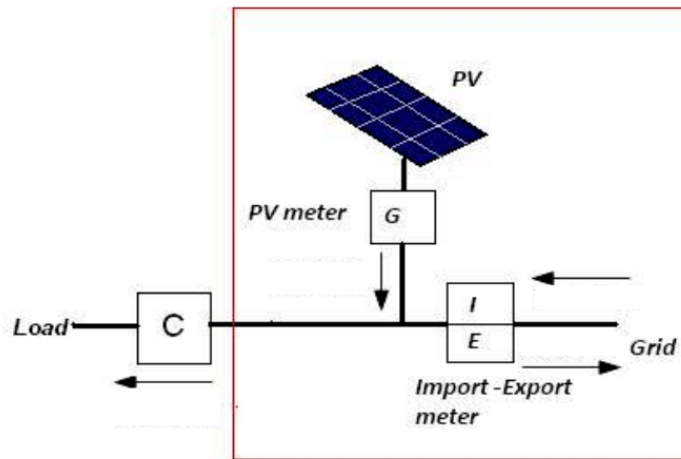 PV
PV meter
G
I
Load
C
E
Grid
Import -Export
meter